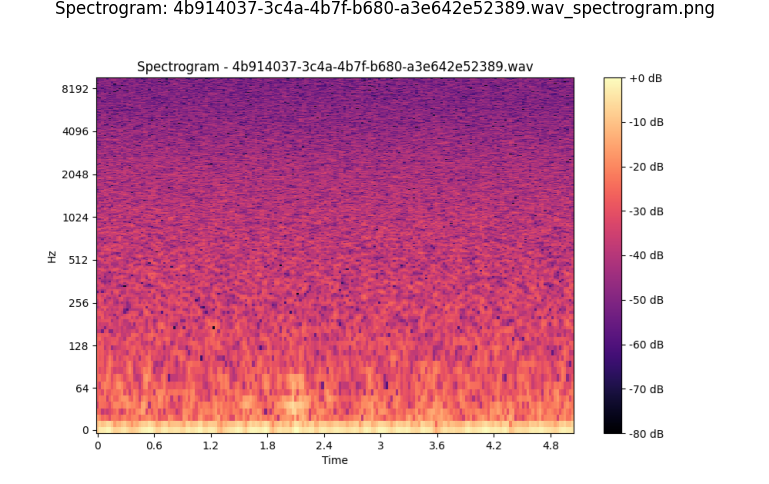 Spectrogram: 4b914037-3c4a-4b7f-b680-a3e642e52389.wav_spectrogram.png
Spectrogram - 4b914037-3c4a-4b7f-b680-a3e642e52389.wav
8192
4096
2048
1024
512
256
128
64
0
Hz
0
0.6
1.2
1.8
2.4
3
3.6
4.2
4.8
Time
+0 dB
-10 dB
-20 dB
-30 dB
-40 dB
-50 dB
-60 dB
-70 dB
-80 dB